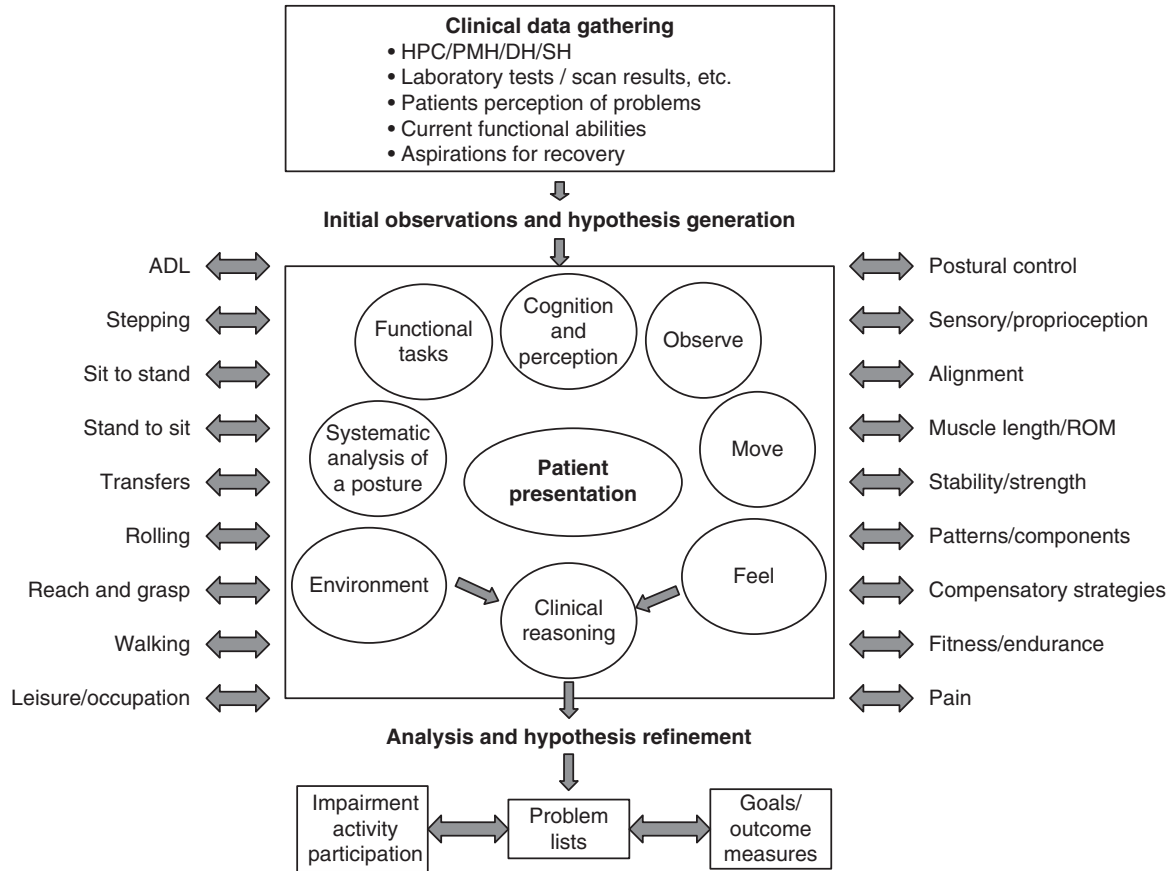 Clinical data gathering
• HPC/PMH/DH/SH
• Laboratory tests / scan results, etc.
• Patients perception of problems
• Current functional abilities
• Aspirations for recovery
Initial observations and hypothesis generation
ADL
Stepping
Sit to stand
Stand to sit
Transfers
Rolling
Reach and grasp
Walking
Leisure/occupation
Functional
tasks
Cognition
and
perception
Observe
Systematic
analysis of
a posture
Patient
presentation
Move
Environment
Clinical
reasoning
Feel
Postural control
Sensory/proprioception
Alignment
Muscle length/ROM
Stability/strength
Patterns/components
Compensatory strategies
Fitness/endurance
Pain
Analysis and hypothesis refinement
Impairment
activity
participation
Problem
lists
Goals/
outcome
measures